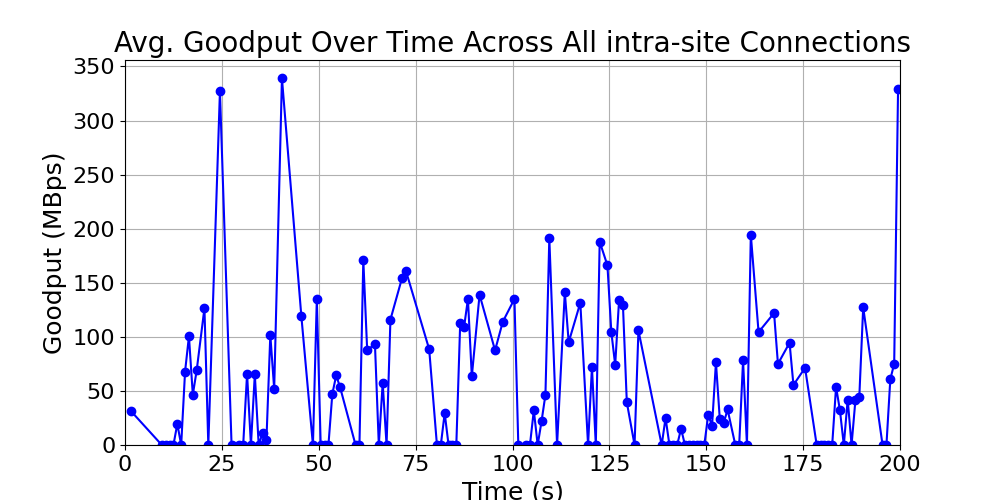 Avg. Goodput Over Time Across All intra-site Connections
Goodput (MBps)
350
300
250
200
150
100
50
0
0 25 50 75 100 125 150 175 200
Time (s)